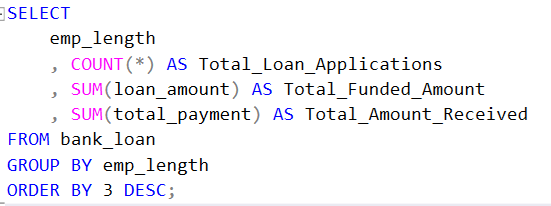 SELECT
    emp_length
    , COUNT(*) AS Total_Loan_Applications
    , SUM(loan_amount) AS Total_Funded_Amount
    , SUM(total_payment) AS Total_Amount_Received
FROM bank_loan
GROUP BY emp_length
ORDER BY 3 DESC;